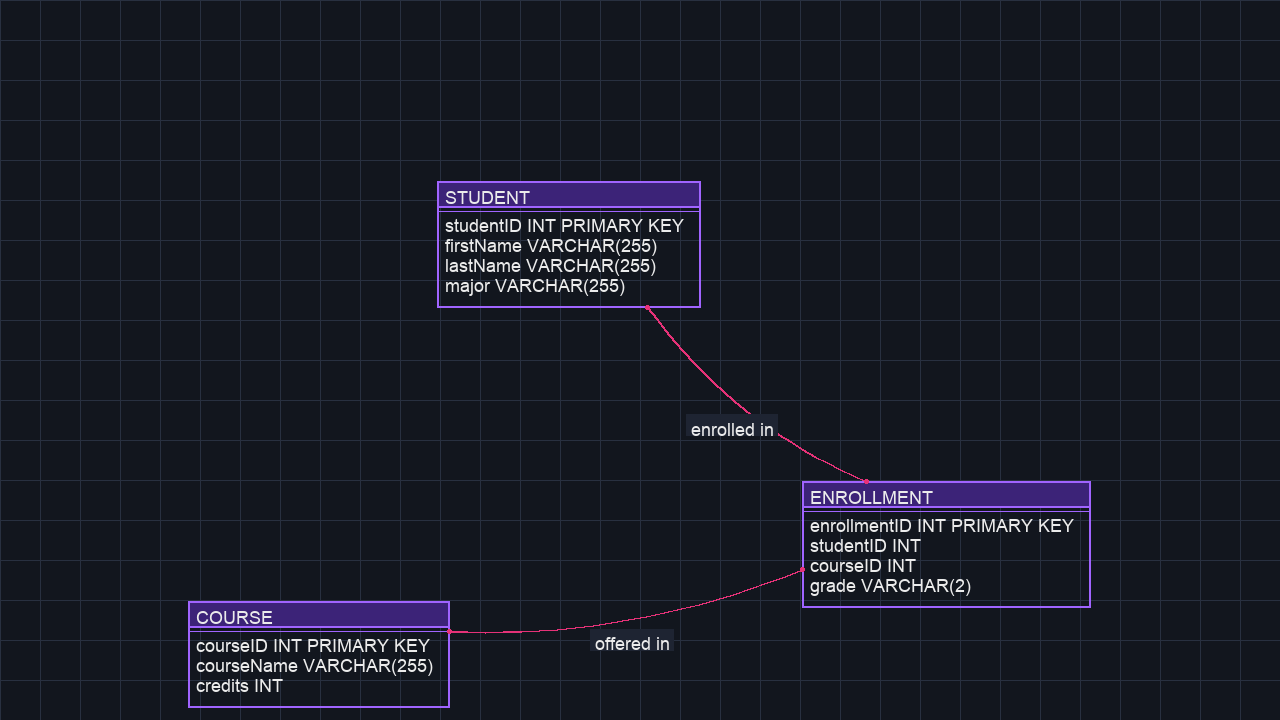 STUDENT
studentID INT PRIMARY KEY
firstName VARCHAR(255)
lastName VARCHAR(255)
major VARCHAR(255)
enrolled in
ENROLLMENT
enrollmentID INT PRIMARY KEY
studentID INT
courseID INT
grade VARCHAR(2)
COURSE
courseID INT PRIMARY KEY
courseName VARCHAR(255)
credits INT
offered in